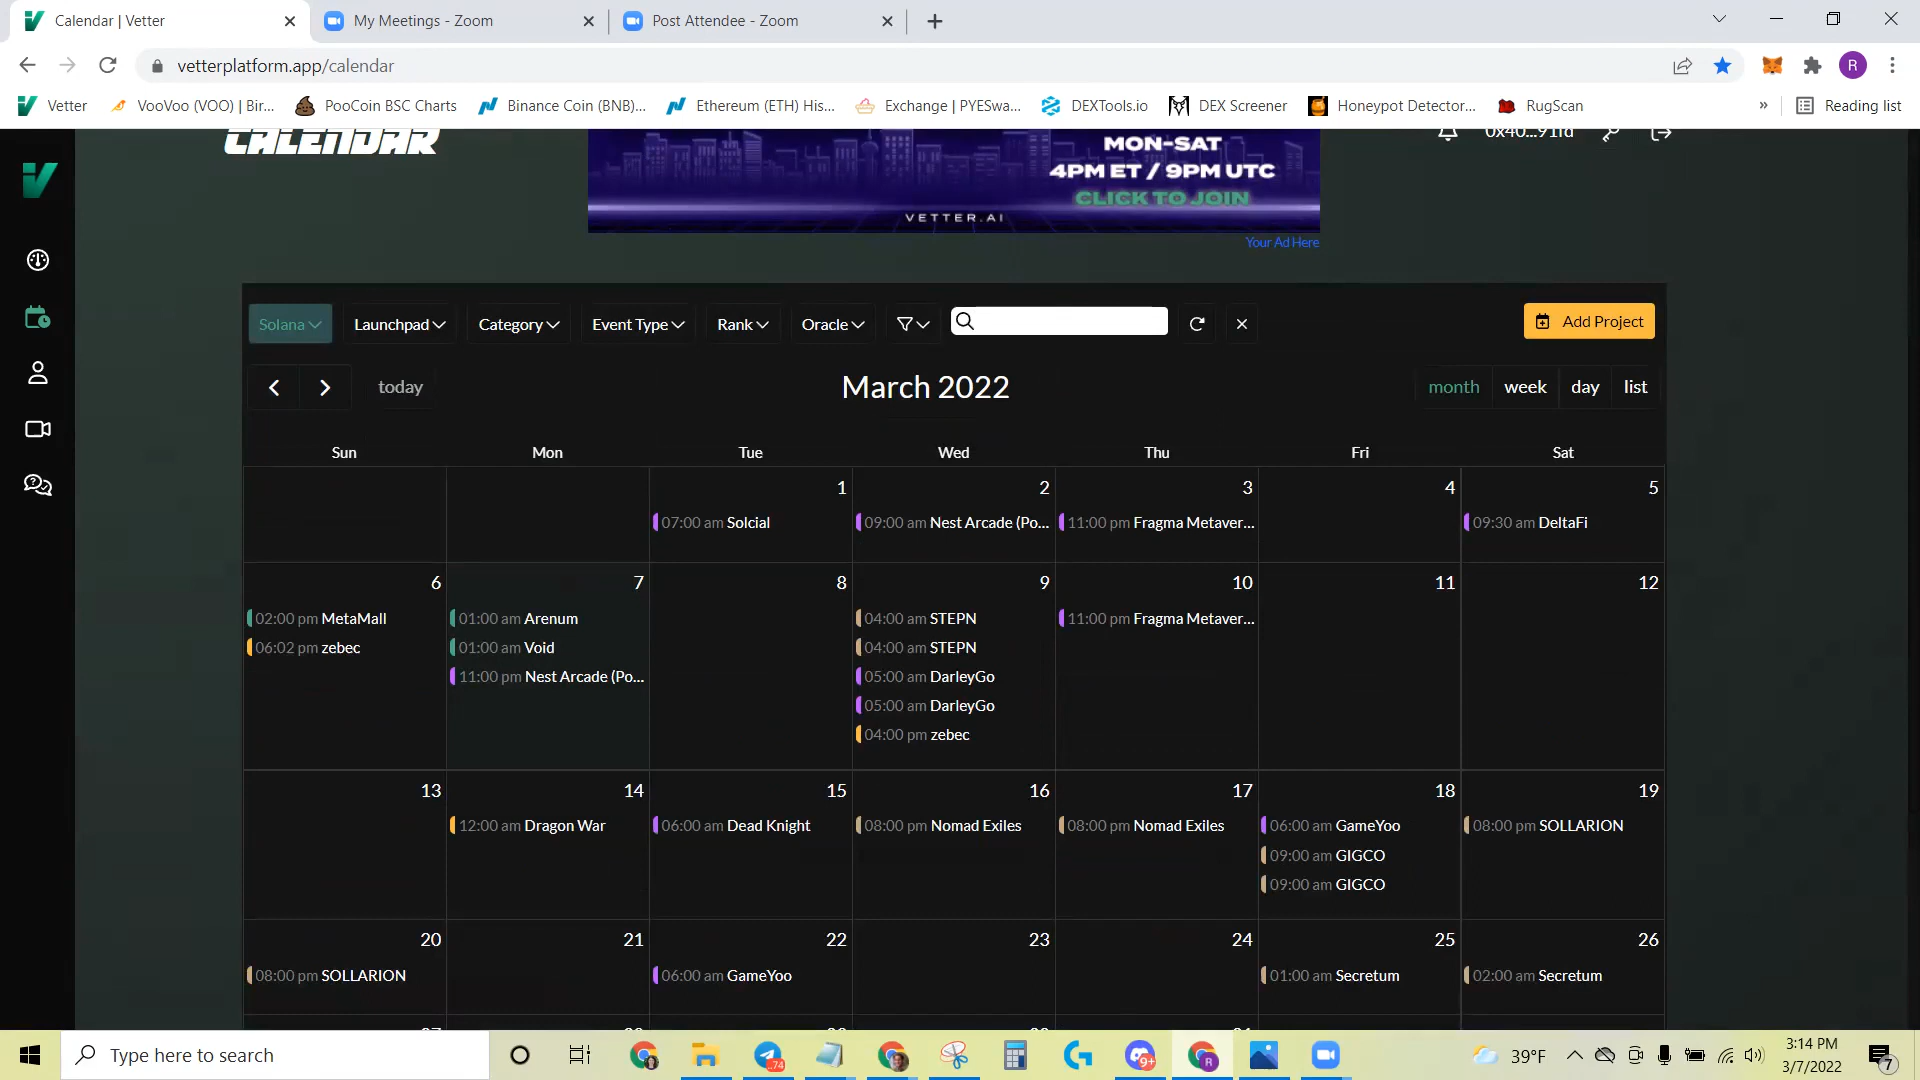 Calendar | Vetter
My Meetings - Zoom
Post Attendee - Zoom
vetterplatform.app/calendar
R
Vetter
VooVoo (VOO) | Bir...
PooCoin BSC Charts
Binance Coin (BNB)...
Ethereum (ETH) His...
Exchange | PYESwa...
DEXTools.io
DEX Screener
Honeypot Detector...
RugScan
»
Reading list
CALENDAR
MON-SAT
4PM ET / 9PM UTC
CLICK TO JOIN
VETTER.AI
Your Ad Here
0x40...91fd
Solana
Launchpad
Category
Event Type
Rank
Oracle
Add Project
today
March 2022
month
week
day
list
Sun Mon Tue Wed Thu Fri Sat
1 2 3 4 5
07:00 am Solcial
09:00 am Nest Arcade (Po...
11:00 pm Fragma Metaver...
09:30 am DeltaFi
6 7 8 9 10 11 12
02:00 pm MetaMall
06:02 pm zebec
01:00 am Arenum
01:00 am Void
11:00 pm Nest Arcade (Po...
04:00 am STEPN
04:00 am STEPN
05:00 am DarleyGo
05:00 am DarleyGo
04:00 pm zebec
11:00 pm Fragma Metaver...
13 14 15 16 17 18 19
12:00 am Dragon War
06:00 am Dead Knight
08:00 pm Nomad Exiles
08:00 pm Nomad Exiles
06:00 am GameYoo
09:00 am GIGCO
09:00 am GIGCO
08:00 pm SOLLARION
20 21 22 23 24 25 26
08:00 pm SOLLARION
06:00 am GameYoo
01:00 am Secretum
02:00 am Secretum
Type here to search
74
9+
R
39°F
3:14 PM
3/7/2022
7